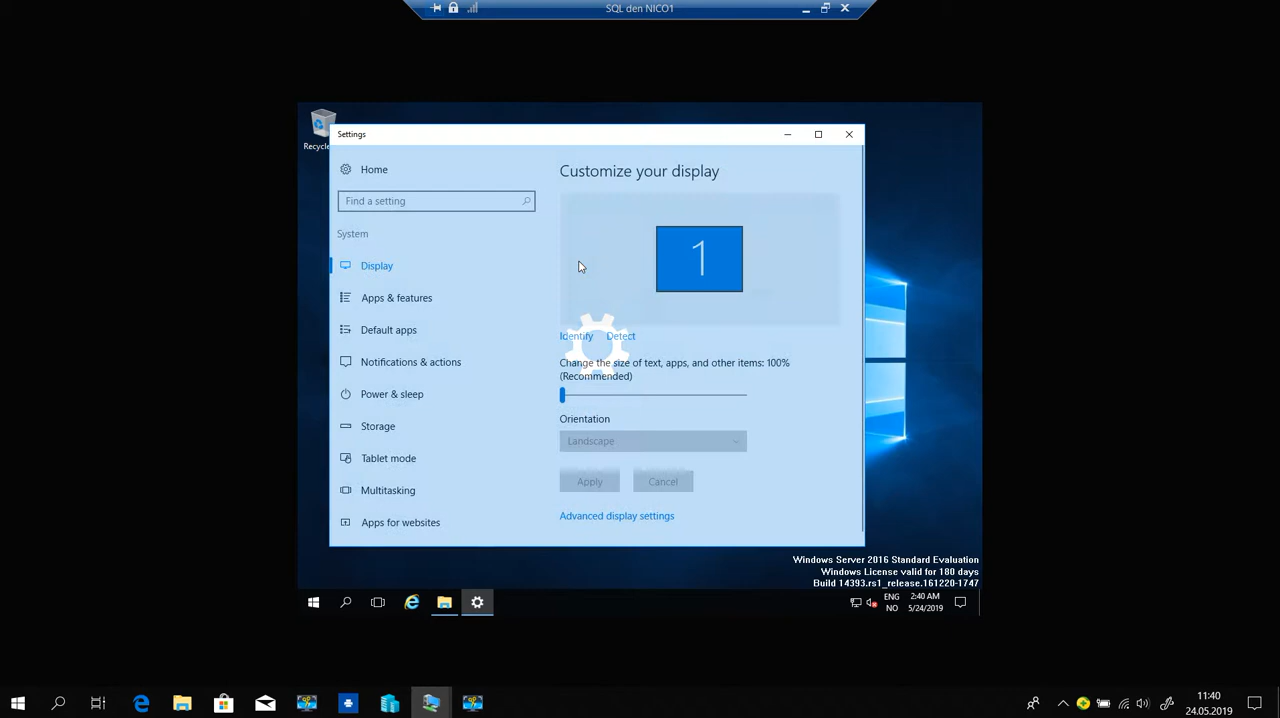 SQL den NICO1
Recycle
Settings
Home
Find a setting
System
Display
Apps & features
Default apps
Notifications & actions
Power & sleep
Storage
Tablet mode
Multitasking
Apps for websites
Customize your display
1
Identify Detect
Change the size of text, apps, and other items: 100%
(Recommended)
Orientation
Landscape
Apply Cancel
Advanced display settings
Windows Server 2016 Standard Evaluation
Windows License valid for 180 days
Build 14393.rs1_release.161220-1747
ENG 2:40 AM
NO 5/24/2019
11:40
24.05.2019